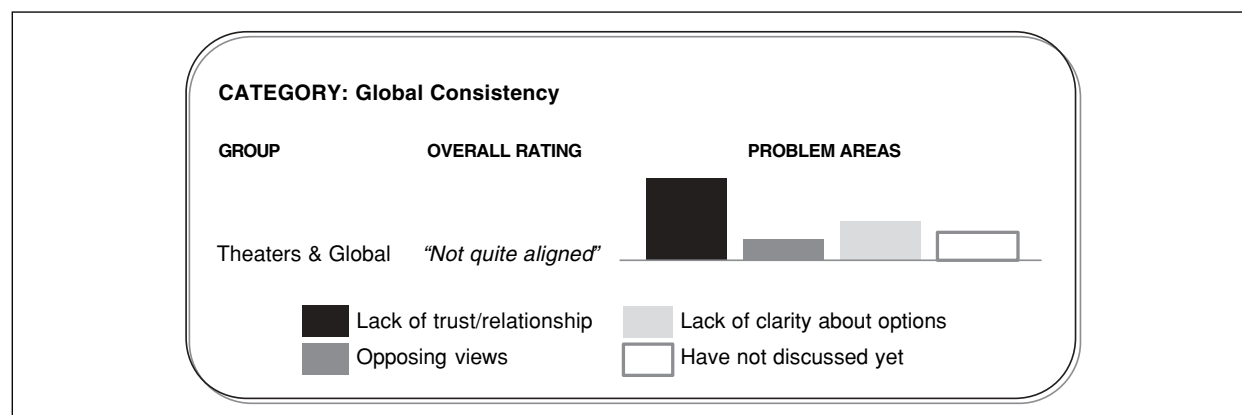 CATEGORY: Global Consistency
GROUP OVERALL RATING PROBLEM AREAS
Theaters & Global “Not quite aligned”
Lack of trust/relationship Lack of clarity about options
Opposing views Have not discussed yet